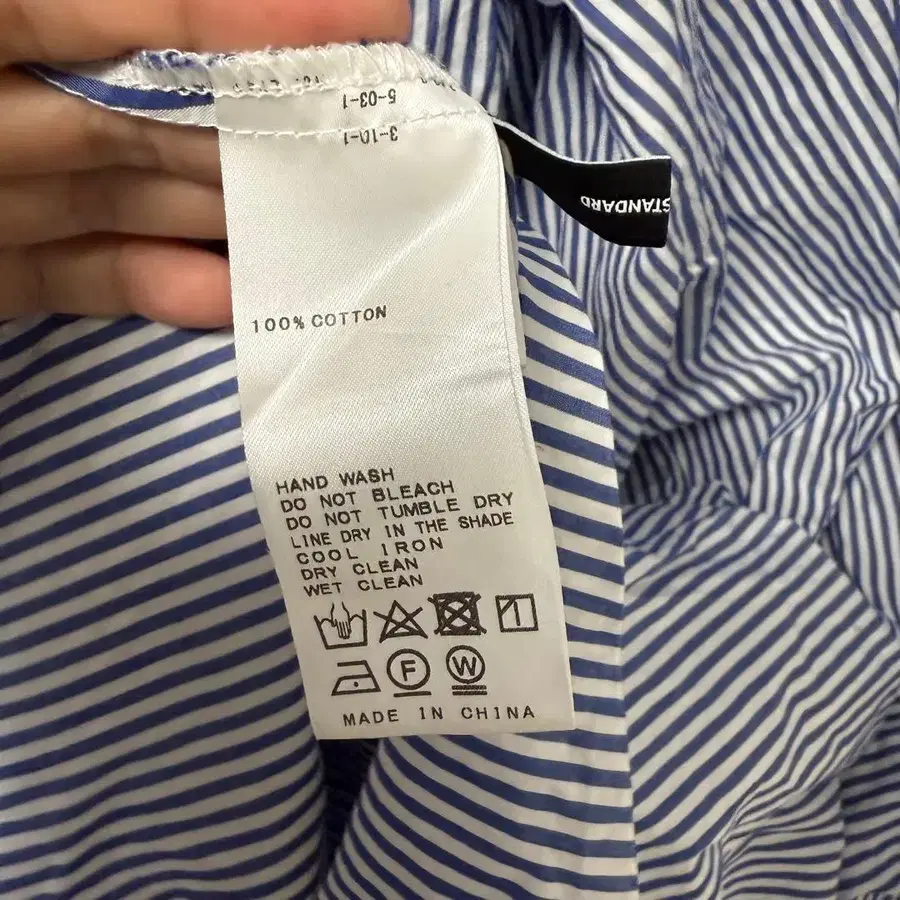 5-03-1
3-10-1
STANDARD
100% COTTON
HAND WASH
DO NOT BLEACH
DO NOT TUMBLE DRY
LINE DRY IN THE SHADE
COOL IRON
DRY CLEAN
WET CLEAN
F
W
MADE IN CHINA